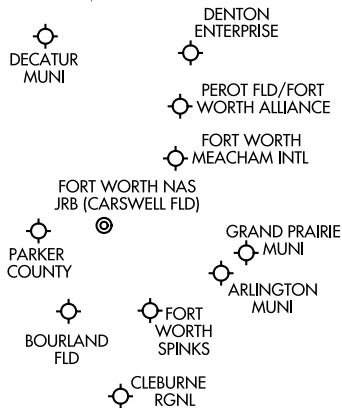 DENTON
ENTERPRISE
DECATUR
MUNI
PEROT FLD/FORT
WORTH ALLIANCE
FORT WORTH
MEACHAM INTL
FORT WORTH NAS
JRB (CARSWELL FLD)
GRAND PRAIRIE
MUNI
PARKER
COUNTY
ARLINGTON
MUNI
BOURLAND
FLD
FORT
WORTH
SPINKS
CLEBURNE
RGNL